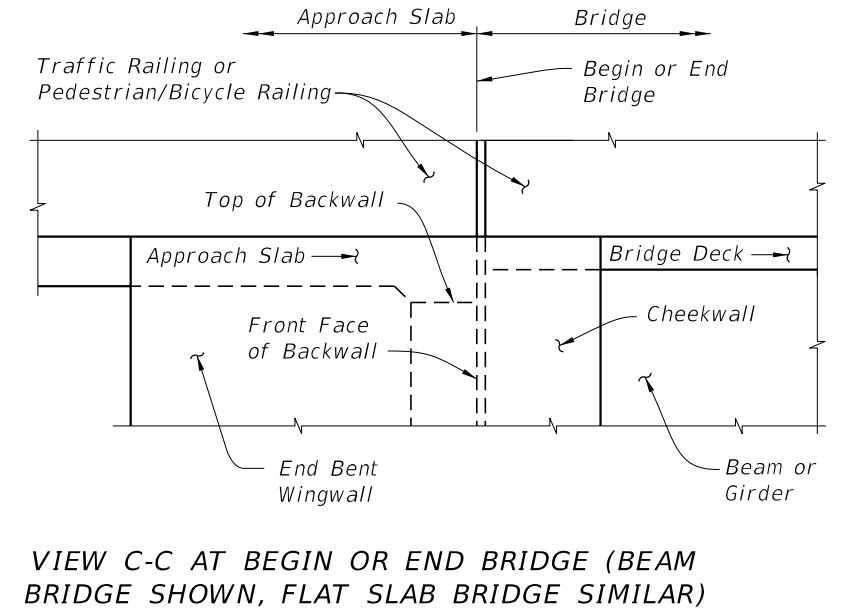 Approach Slab
Bridge
Traffic Railing or
Pedestrian/Bicycle Railing
Begin or End
Bridge
Top of Backwall
Approach Slab
Bridge Deck
Front Face
of Backwall
Cheekwall
End Bent
Wingwall
Beam or
Girder
VIEW C-C AT BEGIN OR END BRIDGE (BEAM
BRIDGE SHOWN, FLAT SLAB BRIDGE SIMILAR)